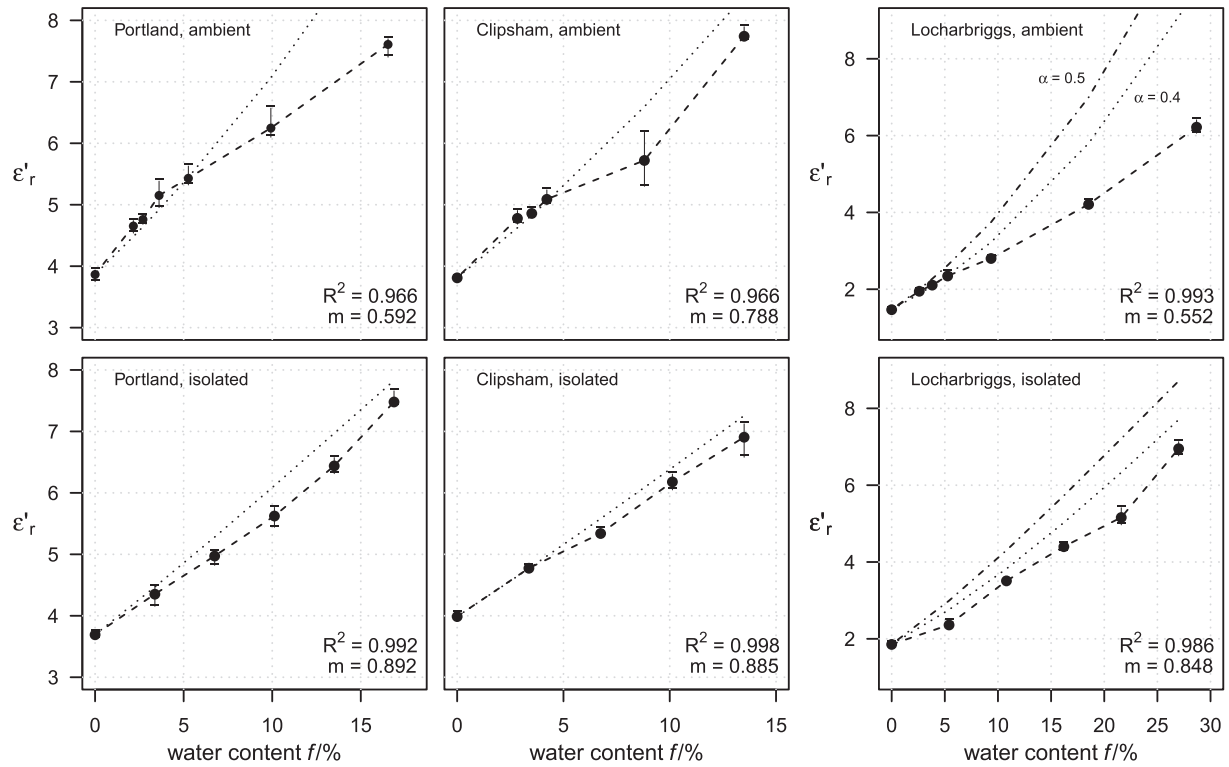 Portland, ambient
8
7
6
5
4
3
ε'r
R² = 0.966
m = 0.592
Clipsham, ambient
R² = 0.966
m = 0.788
Locharbriggs, ambient
8
6
4
2
ε'r
α = 0.5
α = 0.4
R² = 0.993
m = 0.552
Portland, isolated
8
7
6
5
4
3
ε'r
R² = 0.992
m = 0.892
0 5 10 15
water content f/%
Clipsham, isolated
R² = 0.998
m = 0.885
0 5 10 15
water content f/%
Locharbriggs, isolated
8
6
4
2
ε'r
R² = 0.986
m = 0.848
0 5 10 15 20 25 30
water content f/%